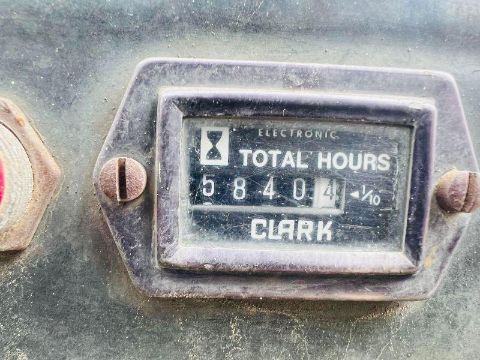 ELECTRONIC
TOTAL HOURS
58404 ◄1/10
CLARK